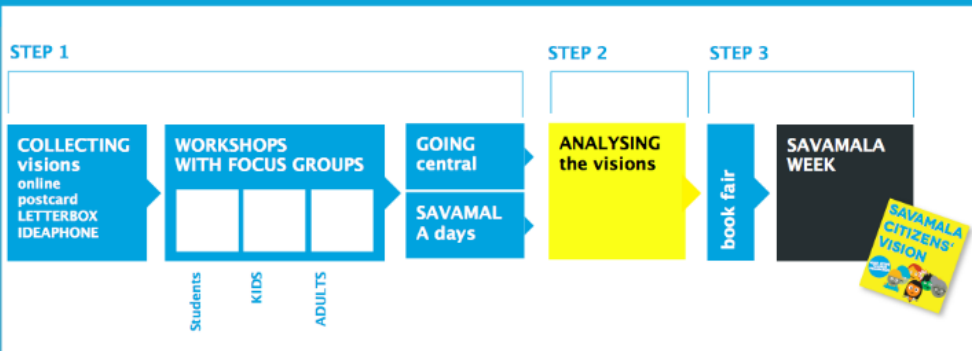 STEP 1
STEP 2
STEP 3
COLLECTING
visions
online
postcard
LETTERBOX
IDEAPHONE
WORKSHOPS
WITH FOCUS GROUPS
Students
KIDS
ADULTS
GOING
central
SAVAMAL
A days
ANALYSING
the visions
book fair
SAVAMALA
WEEK
SAVAMALA
CITIZENS'
VISION